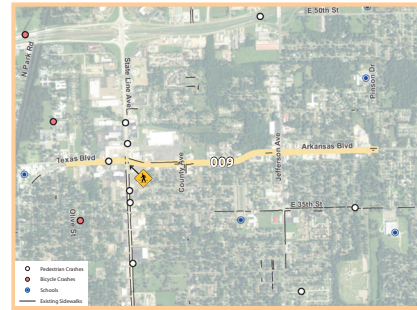 E 50th St
N Park Rd
State Line Ave
Pinson Dr
Texas Blvd
009
Arkansas Blvd
County Ave
Jefferson Ave
E 35th St
Olive St
Pedestrian Crashes
Bicycle Crashes
Schools
Existing Sidewalks